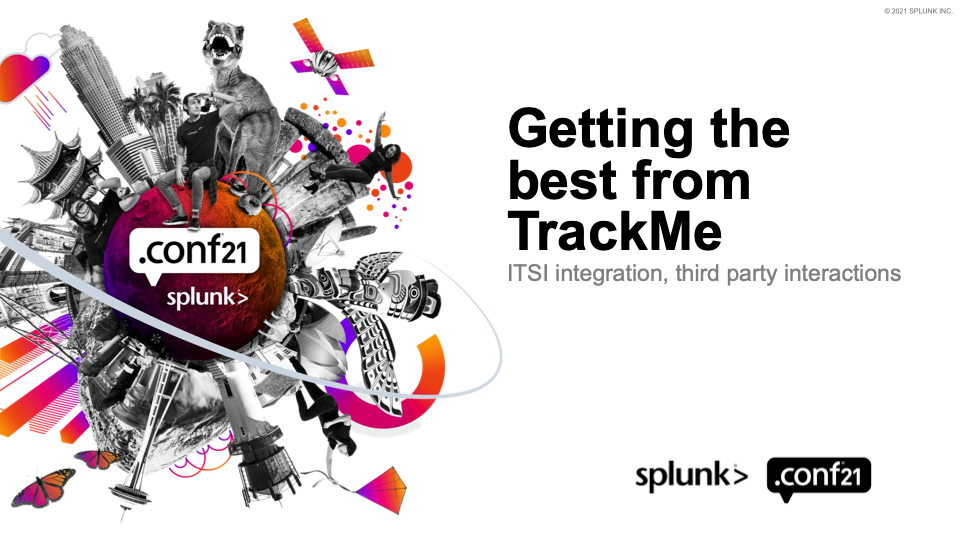 © 2021 SPLUNK INC.
Getting the
best from
TrackMe
ITSI integration, third party interactions
.conf21
splunk>
splunk> .conf21